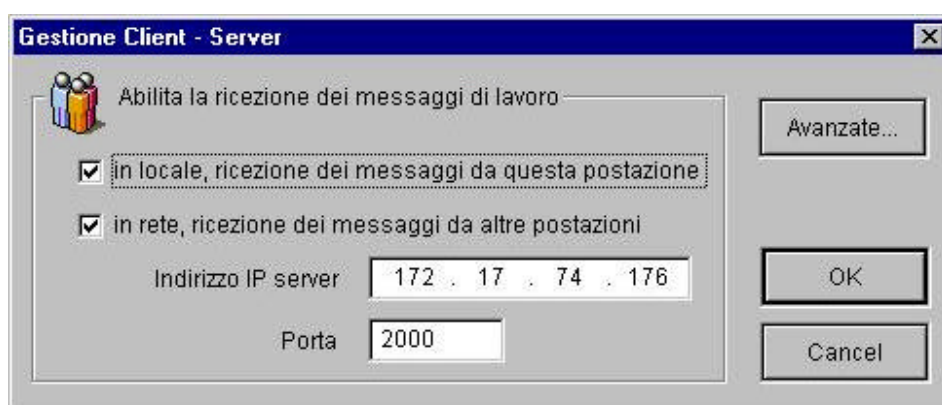 Gestione Client - Server
Abilita la ricezione dei messaggi di lavoro
Avanzate...
in locale, ricezione dei messaggi da questa postazione
in rete, ricezione dei messaggi da altre postazioni
Indirizzo IP server 172 . 17 . 74 . 176
OK
Porta 2000
Cancel